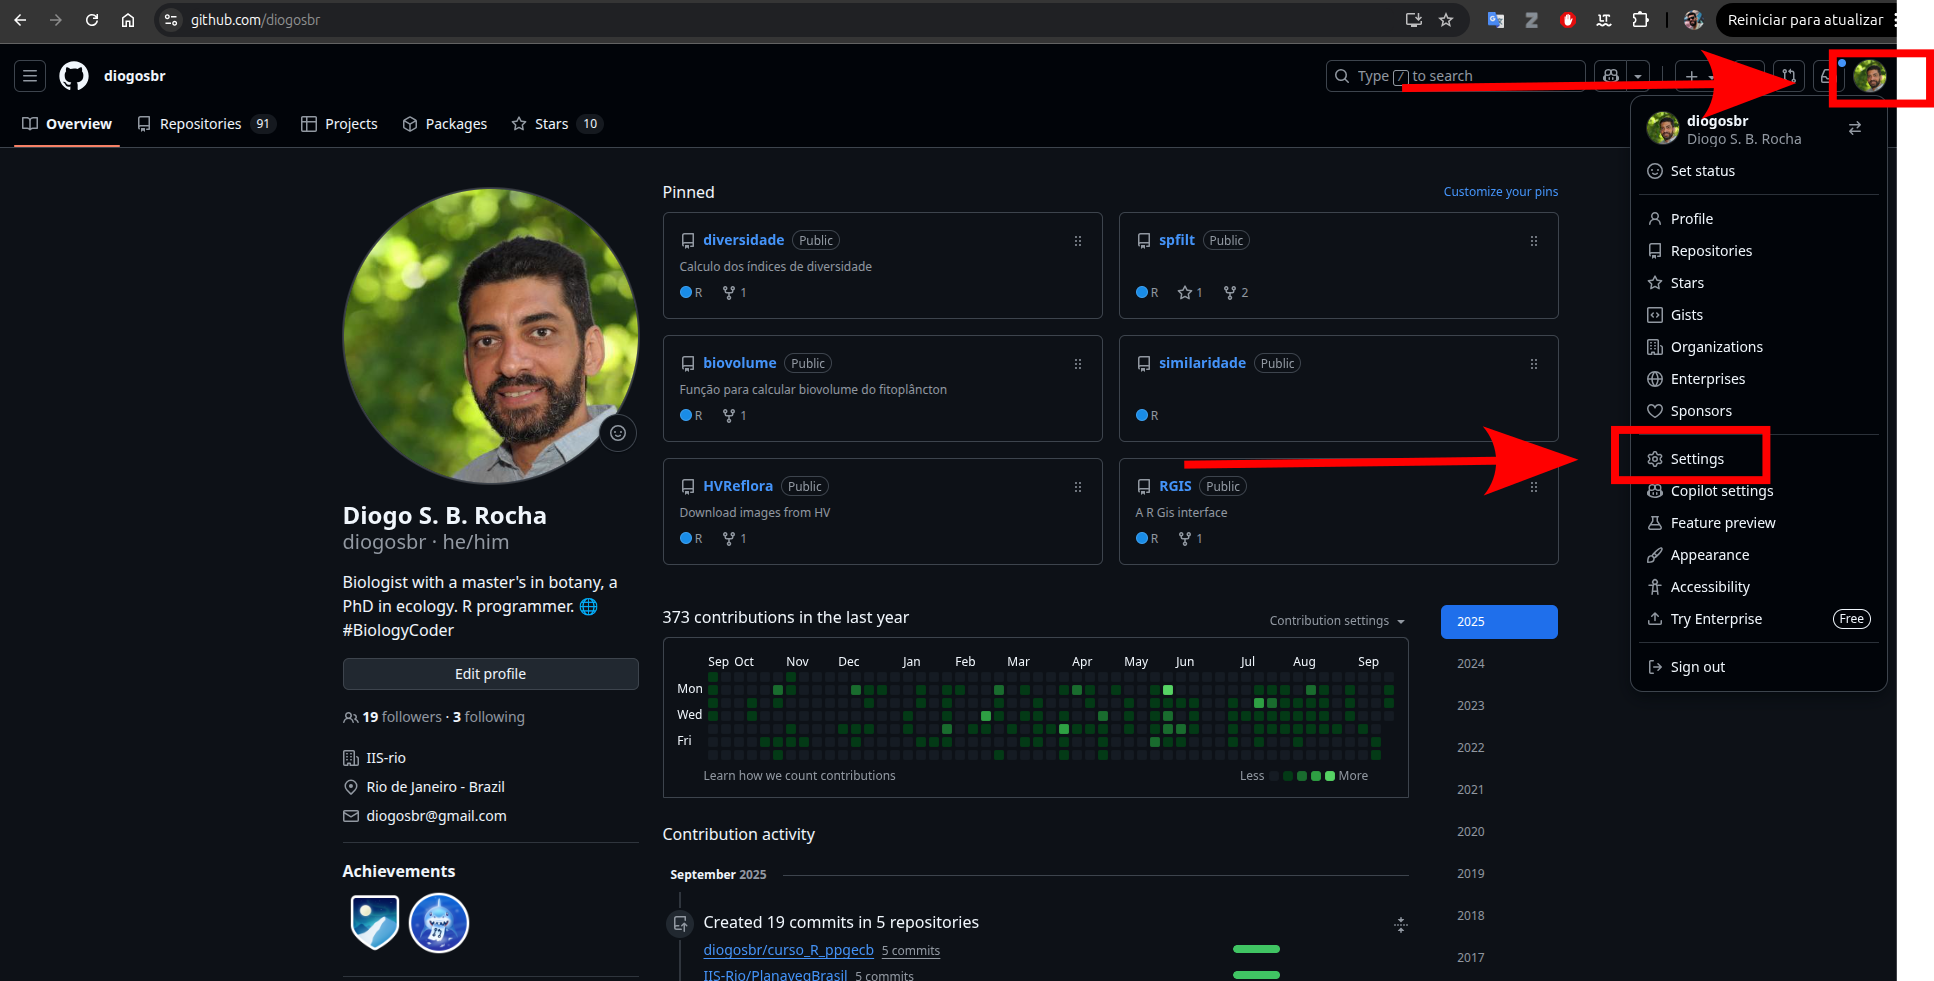 github.com/diogosbr
Reiniciar para atualizar
diogosbr
Type / to search
Overview
Repositories 91
Projects
Packages
Stars 10
diogosbr
Diogo S. B. Rocha
Set status
Profile
Repositories
Stars
Gists
Organizations
Enterprises
Sponsors
Settings
Copilot settings
Feature preview
Appearance
Accessibility
Try Enterprise Free
Sign out
Diogo S. B. Rocha
diogosbr · he/him
Biologist with a master's in botany, a
PhD in ecology. R programmer. 🌐
#BiologyCoder
Edit profile
19 followers · 3 following
IIS-rio
Rio de Janeiro - Brazil
diogosbr@gmail.com
Achievements
Pinned
Customize your pins
diversidade Public
Calculo dos índices de diversidade
R 1
spfilt Public
R 1 2
biovolume Public
Função para calcular biovolume do fitoplâncton
R 1
similaridade Public
R
HVReflora Public
Download images from HV
R 1
RGIS Public
A R Gis interface
R 1
373 contributions in the last year
Contribution settings
Sep Oct Nov Dec Jan Feb Mar Apr May Jun Jul Aug Sep
Mon
Wed
Fri
Learn how we count contributions
Less More
2025
2024
2023
2022
2021
2020
2019
2018
2017
Contribution activity
September 2025
Created 19 commits in 5 repositories
diogosbr/curso_R_ppgecb 5 commits
IIS-Rio/PlanavegBrasil 5 commits